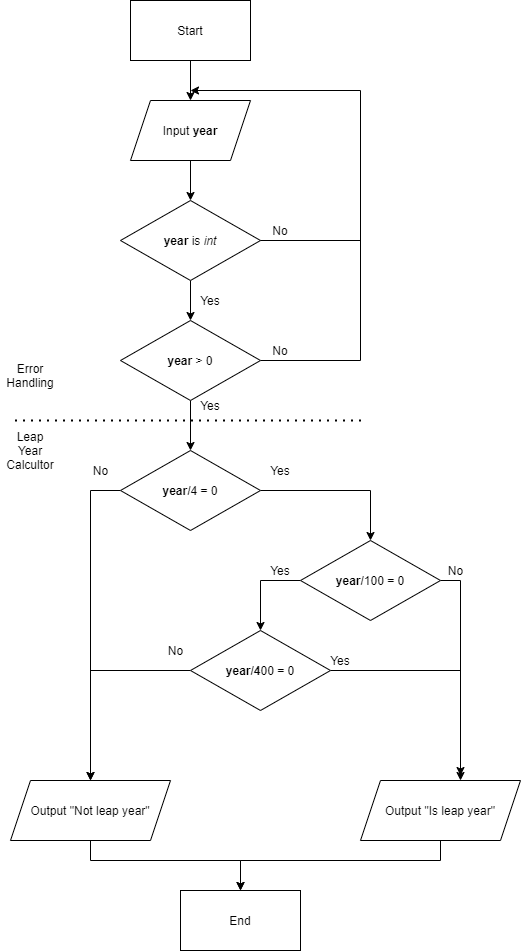 Start
Input year
year is int
No
Yes
year > 0
No
Error
Handling
Yes
Leap
Year
Calcultor
No
Yes
year/4 = 0
Yes
year/100 = 0
No
No
year/400 = 0
Yes
Output "Not leap year"
Output "Is leap year"
End